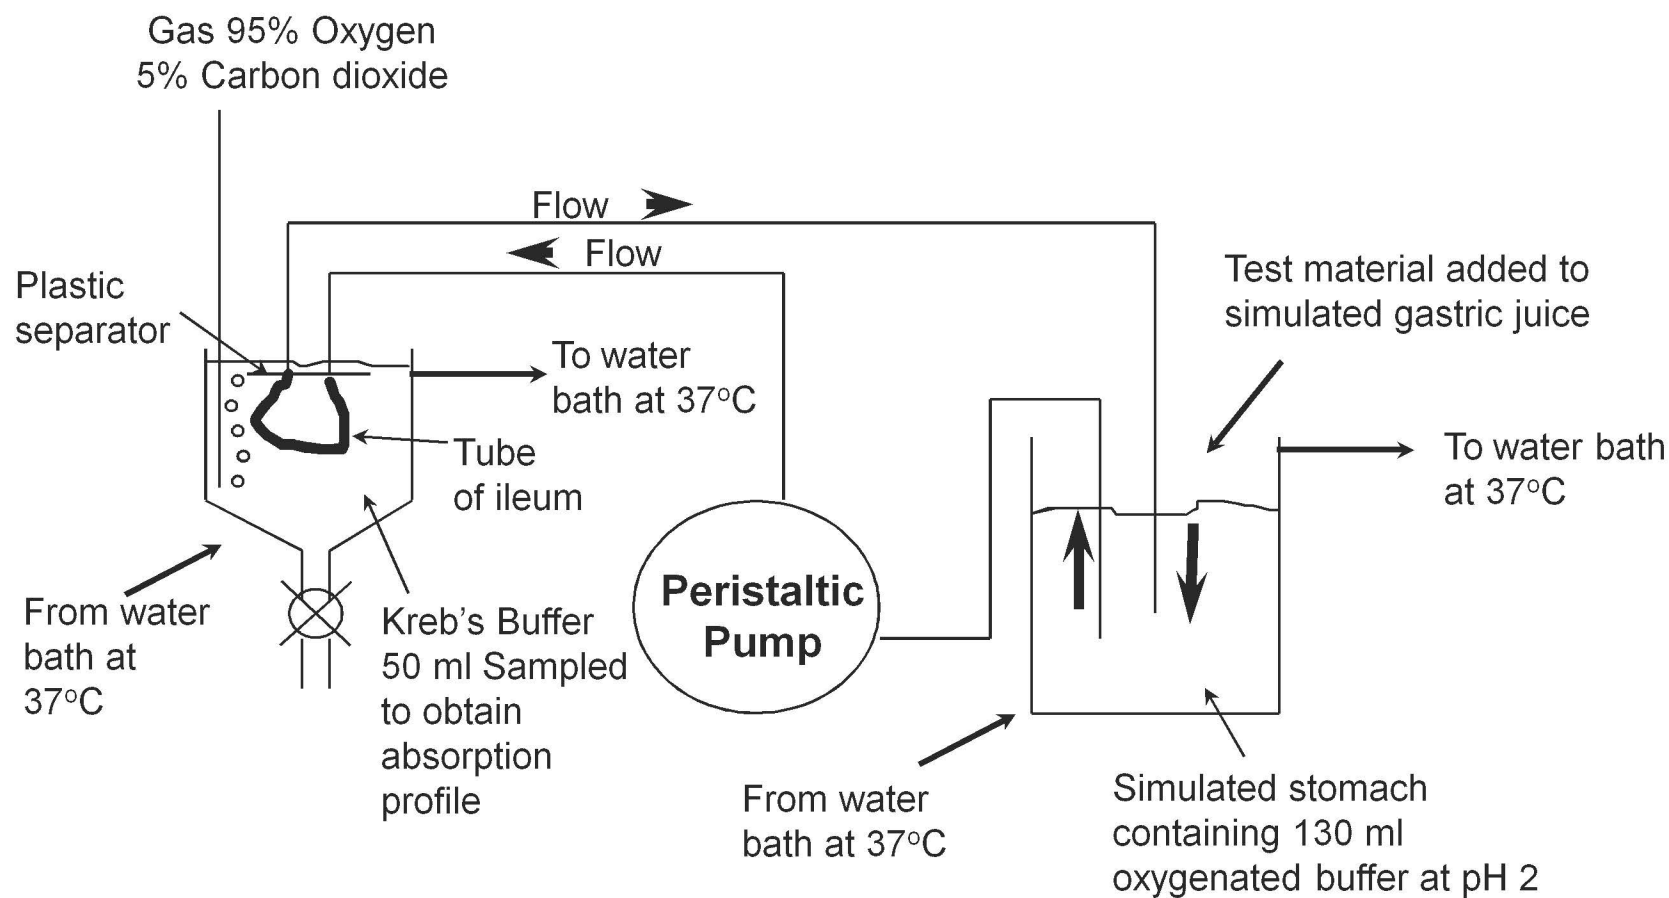 Gas 95% Oxygen
5% Carbon dioxide
Flow
Flow
Plastic
separator
Test material added to
simulated gastric juice
To water
bath at 37°C
Tube
of ileum
To water bath
at 37°C
From water
bath at
37°C
Kreb's Buffer
50 ml Sampled
to obtain
absorption
profile
Peristaltic
Pump
From water
bath at 37°C
Simulated stomach
containing 130 ml
oxygenated buffer at pH 2